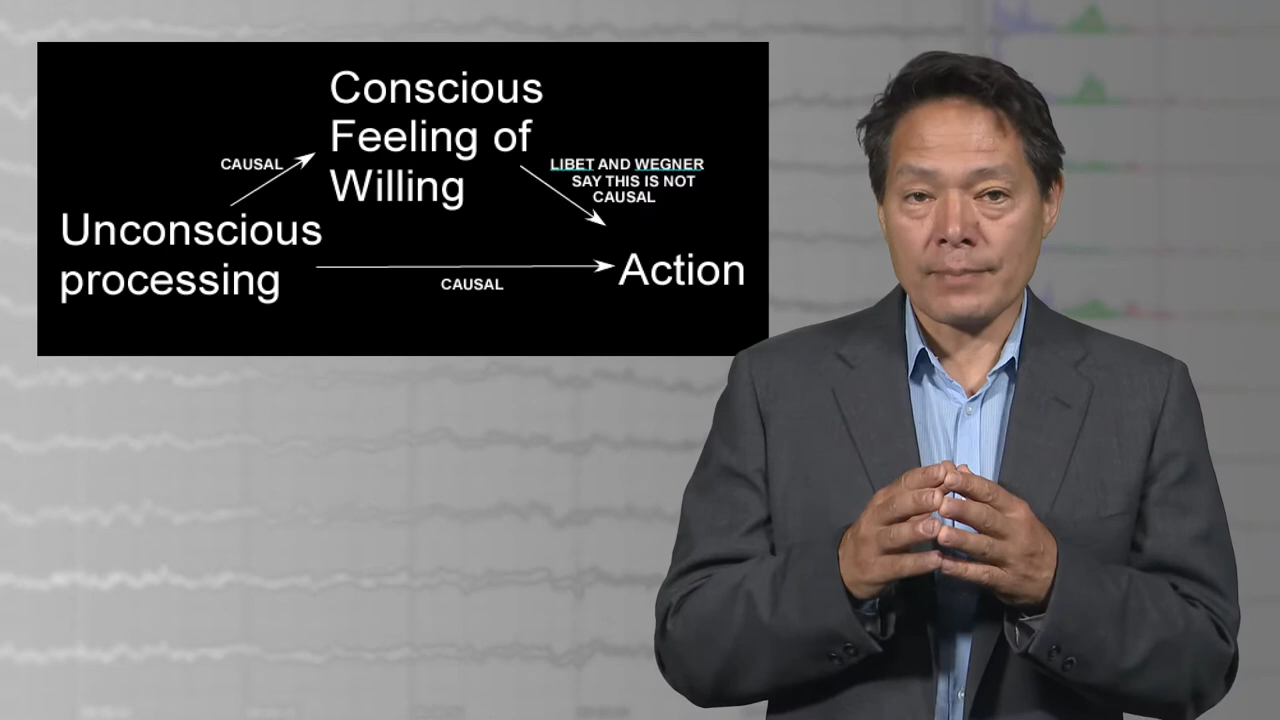 Conscious
Feeling of
Willing
CAUSAL
LIBET AND WEGNER
SAY THIS IS NOT
CAUSAL
Unconscious
processing
Action
CAUSAL